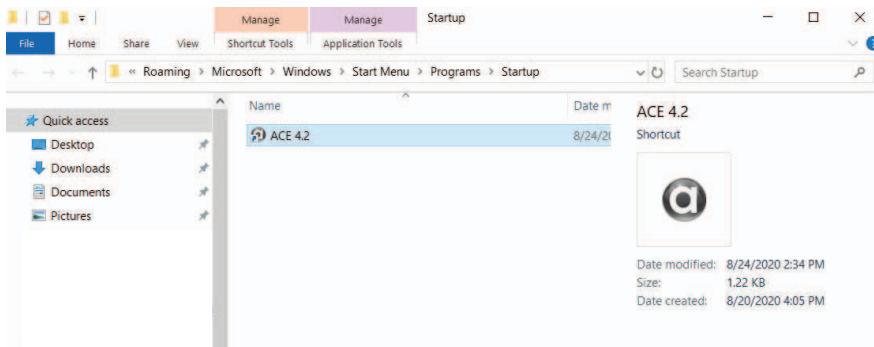 Manage Manage Startup
File Home Share View Shortcut Tools Application Tools
« Roaming > Microsoft > Windows > Start Menu > Programs > Startup Search Startup
Name Date m
Quick access
ACE 4.2 8/24/20
Desktop
Downloads
Documents
Pictures
ACE 4.2
Shortcut
a
Date modified: 8/24/2020 2:34 PM
Size: 1.22 KB
Date created: 8/20/2020 4:05 PM